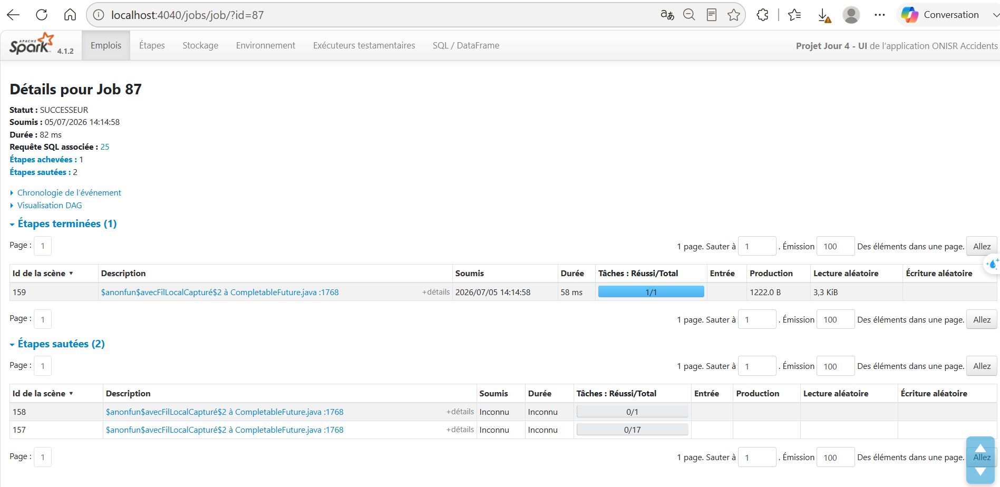 localhost:4040/jobs/job/?id=87
Conversation
APACHE Spark 4.1.2 Emplois Étapes Stockage Environnement Exécuteurs testamentaires SQL / DataFrame Projet Jour 4 - UI de l'application ONISR Accidents
Détails pour Job 87
Statut : SUCCESSEUR
Soumis : 05/07/2026 14:14:58
Durée : 82 ms
Requête SQL associée : 25
Étapes achevées : 1
Étapes sautées : 2
Chronologie de l'événement
Visualisation DAG
Étapes terminées (1)
Page : 1 1 page. Sauter à 1 . Émission 100 Des éléments dans une page. Allez
Id de la scène Description Soumis Durée Tâches : Réussi/Total Entrée Production Lecture aléatoire Écriture aléatoire
159 $anonfun$avecFilLocalCapturé$2 à CompletableFuture.java :1768 +détails 2026/07/05 14:14:58 58 ms 1/1 1222.0 B 3,3 KiB
Page : 1 1 page. Sauter à 1 . Émission 100 Des éléments dans une page. Allez
Étapes sautées (2)
Page : 1 1 page. Sauter à 1 . Émission 100 Des éléments dans une page. Allez
Id de la scène Description Soumis Durée Tâches : Réussi/Total Entrée Production Lecture aléatoire Écriture aléatoire
158 $anonfun$avecFilLocalCapturé$2 à CompletableFuture.java :1768 +détails Inconnu Inconnu 0/1
157 $anonfun$avecFilLocalCapturé$2 à CompletableFuture.java :1768 +détails Inconnu Inconnu 0/17
Page : 1 1 page. Sauter à 1 . Émission 100 Des éléments dans une page. Allez